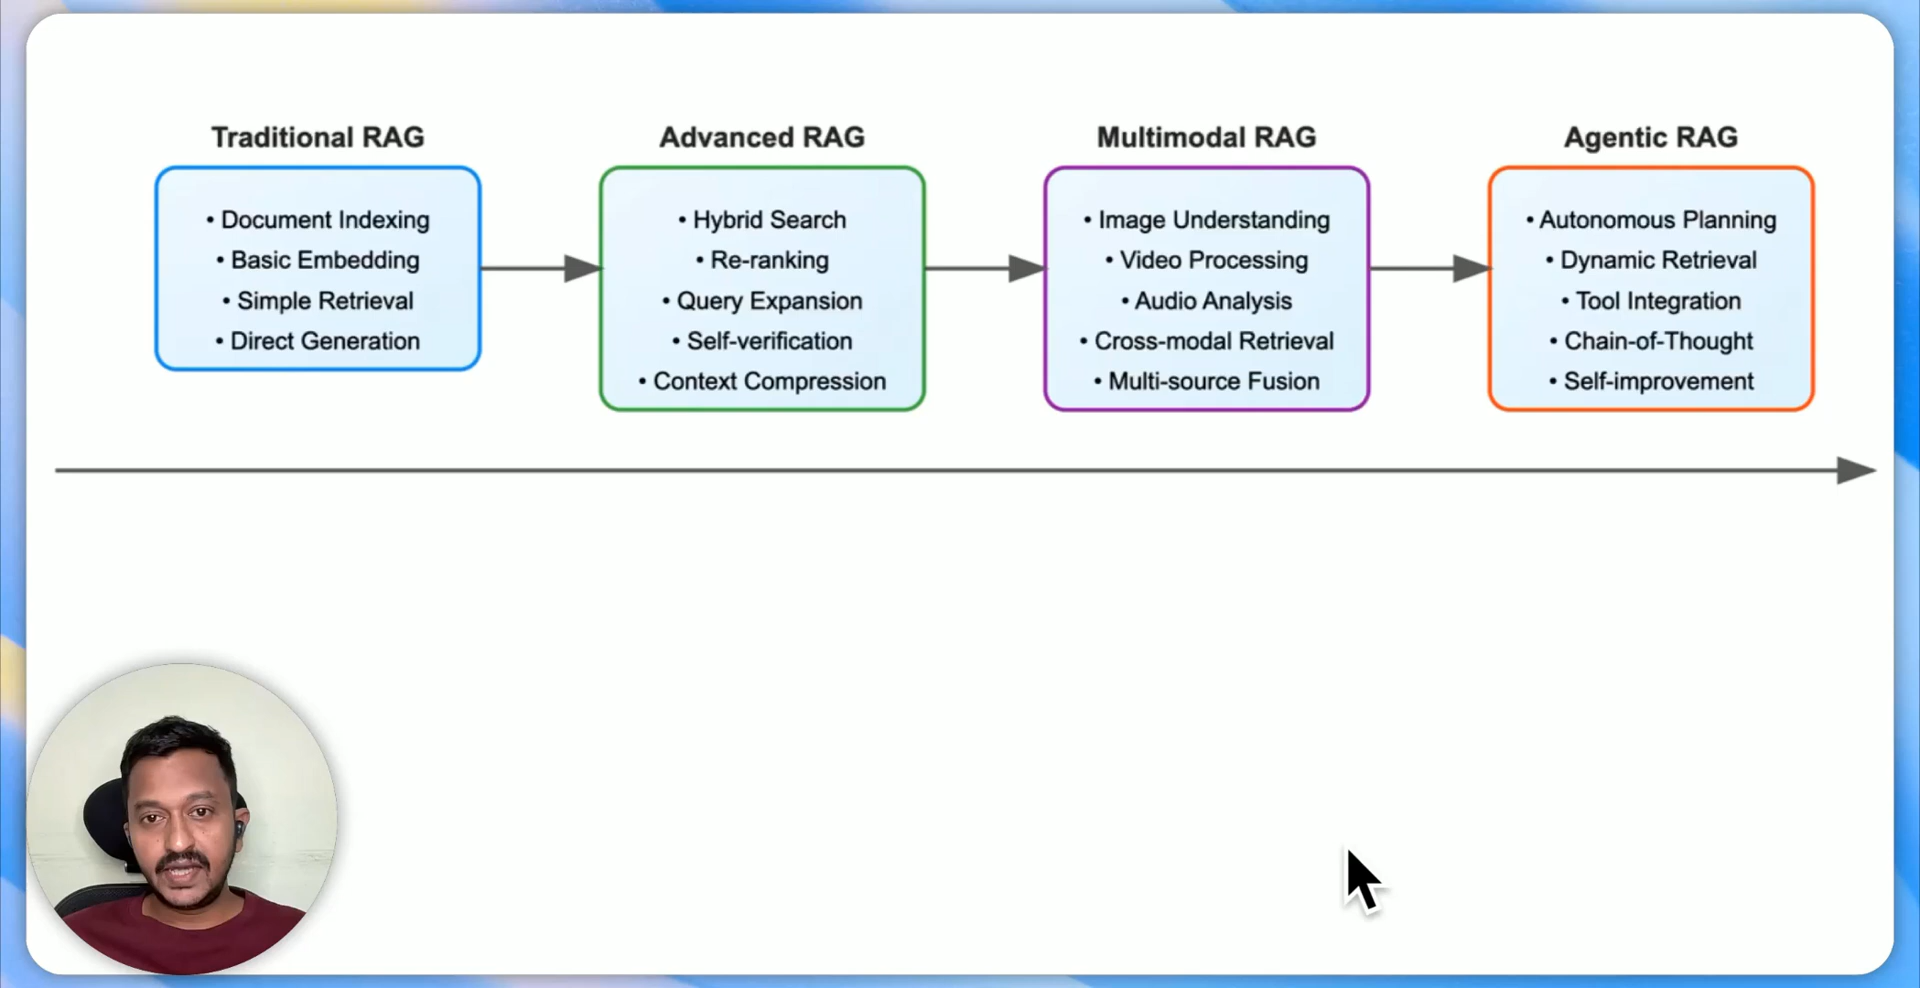 Traditional RAG
• Document Indexing
• Basic Embedding
• Simple Retrieval
• Direct Generation
Advanced RAG
• Hybrid Search
• Re-ranking
• Query Expansion
• Self-verification
• Context Compression
Multimodal RAG
• Image Understanding
• Video Processing
• Audio Analysis
• Cross-modal Retrieval
• Multi-source Fusion
Agentic RAG
• Autonomous Planning
• Dynamic Retrieval
• Tool Integration
• Chain-of-Thought
• Self-improvement